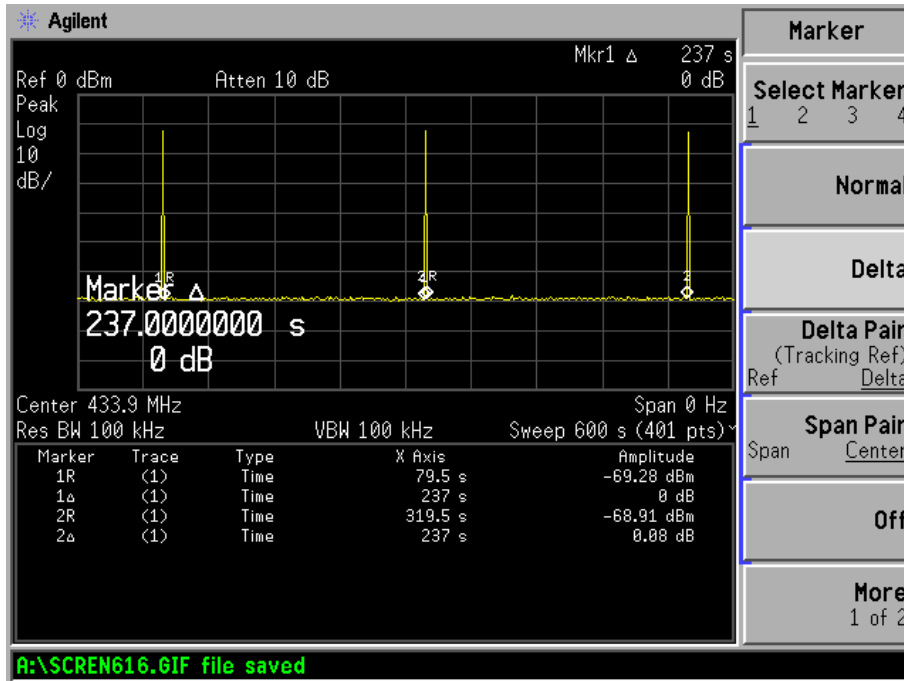 Agilent
Marker
Mkr1 Δ 237 s
Ref 0 dBm Atten 10 dB 0 dB
Peak
Log
10
dB/
Select Marker
1 2 3 4
Normal
Delta
Delta Pair
(Tracking Ref)
Ref Delta
Span Pair
Span Center
Off
More
1 of 2
1R 2R 2
Marker Δ
237.0000000 s
0 dB
Center 433.9 MHz Span 0 Hz
Res BW 100 kHz VBW 100 kHz Sweep 600 s (401 pts)
Marker Trace Type X Axis Amplitude
1R (1) Time 79.5 s -69.28 dBm
1Δ (1) Time 237 s 0 dB
2R (1) Time 319.5 s -68.91 dBm
2Δ (1) Time 237 s 0.08 dB
A:\SCREN616.GIF file saved